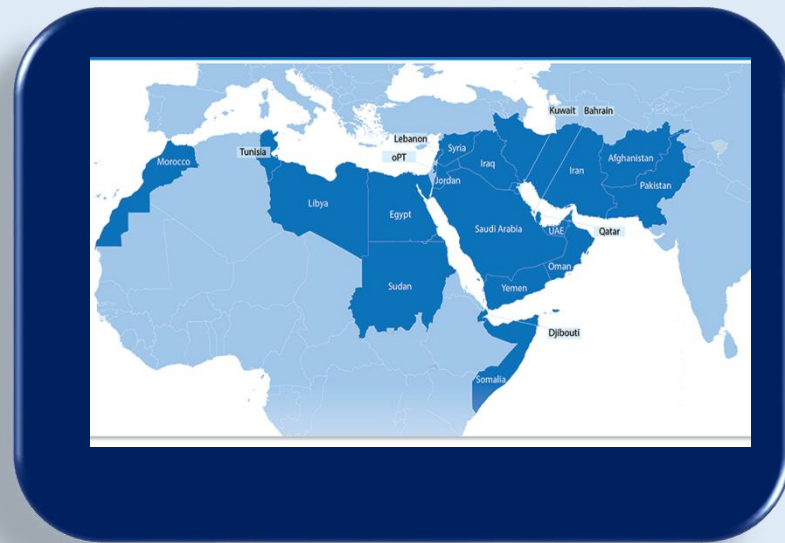 Kuwait Bahrain
Lebanon
Morocco
Tunisia
oPT
Syria
Iraq
Iran
Afghanistan
Jordan
Pakistan
Libya
Egypt
Saudi Arabia
UAE
Qatar
Oman
Sudan
Yemen
Djibouti
Somalia